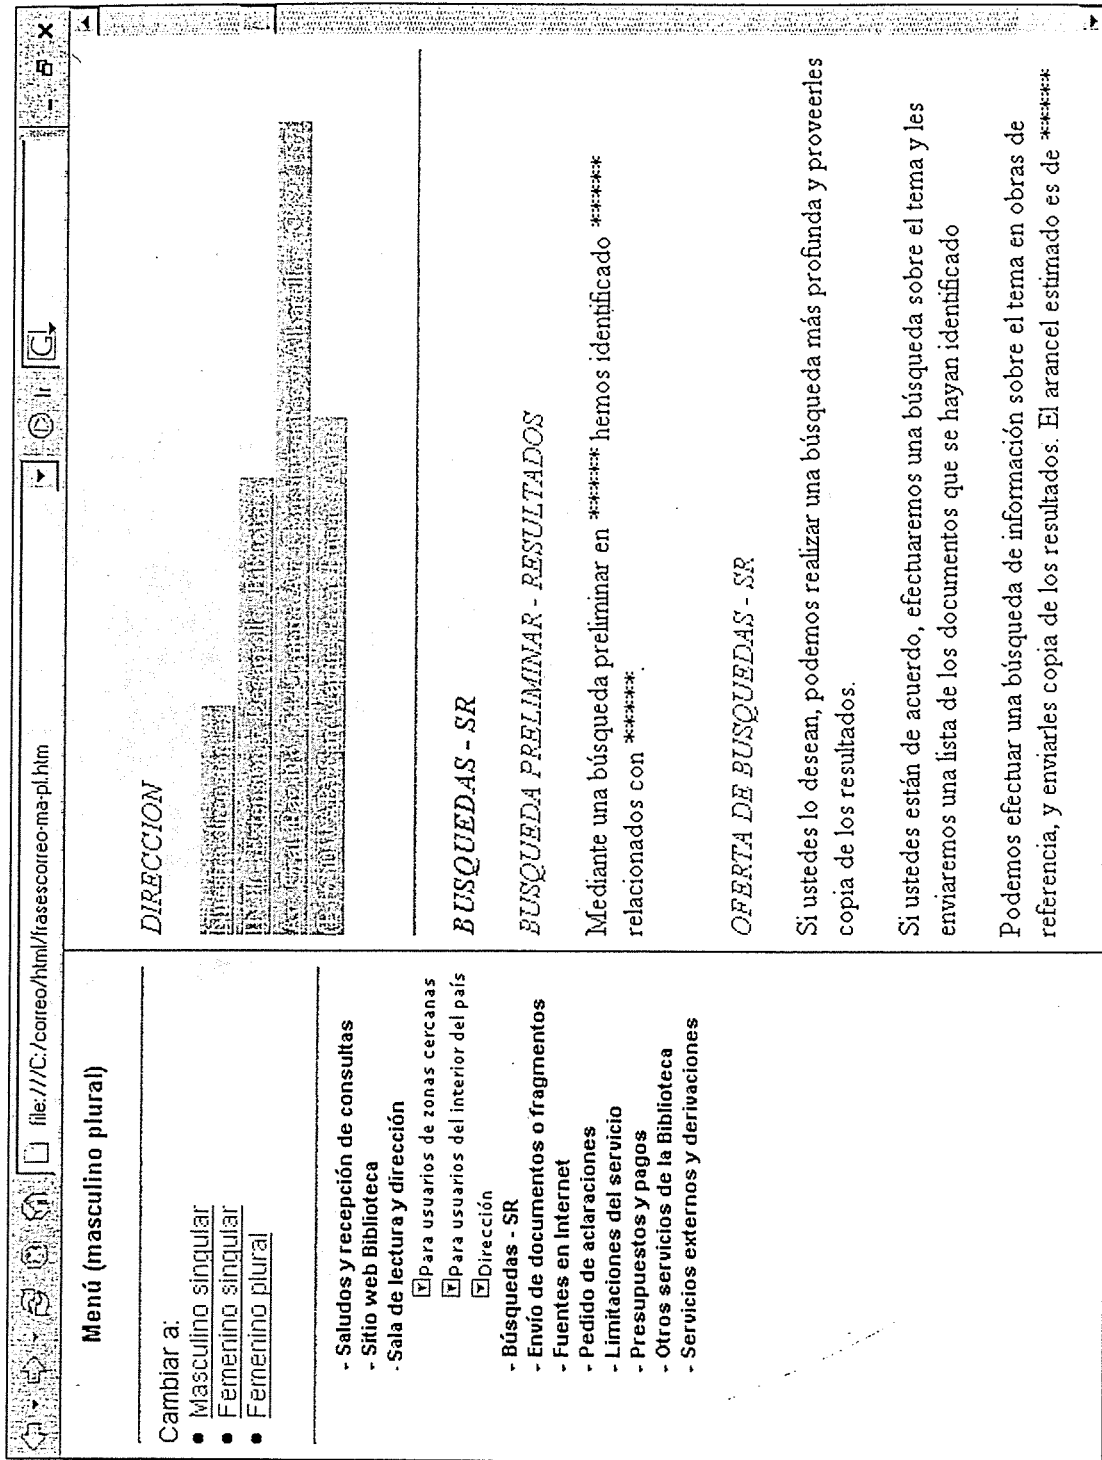 file:///C:/correo/html/frasescorreo-ma-pl.htm
Ir
Menú (masculino plural)
Cambiar a:
• Masculino singular
• Femenino singular
• Femenino plural
- Saludos y recepción de consultas
- Sitio web Biblioteca
- Sala de lectura y dirección
Para usuarios de zonas cercanas
Para usuarios del interior del país
Dirección
- Búsquedas - SR
- Envío de documentos o fragmentos
- Fuentes en Internet
- Pedido de aclaraciones
- Limitaciones del servicio
- Presupuestos y pagos
- Otros servicios de la Biblioteca
- Servicios externos y derivaciones
DIRECCION
BUSQUEDAS - SR
BUSQUEDA PRELIMINAR - RESULTADOS
Mediante una búsqueda preliminar en ***** hemos identificado *****
relacionados con *****.
OFERTA DE BUSQUEDAS - SR
Si ustedes lo desean, podemos realizar una búsqueda más profunda y proveerles
copia de los resultados.
Si ustedes están de acuerdo, efectuaremos una búsqueda sobre el tema y les
enviaremos una lista de los documentos que se hayan identificado
Podemos efectuar una búsqueda de información sobre el tema en obras de
referencia, y enviarles copia de los resultados. El arancel estimado es de *****